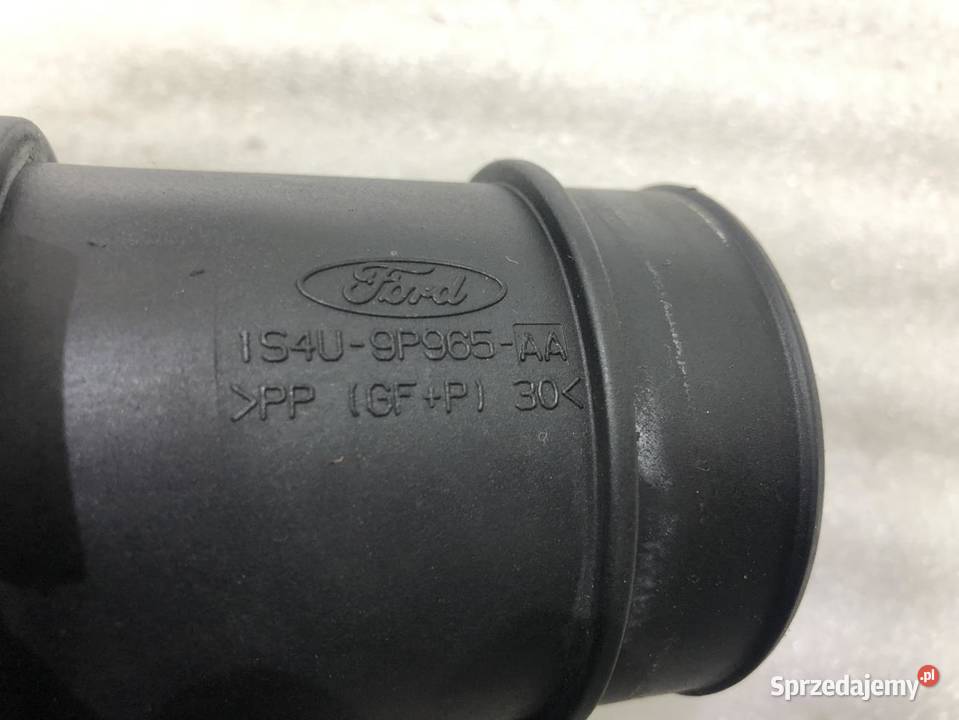 Ford
1S4U-9P965-AA
>PP (GF+P) 30<
Sprzedajemy.pl